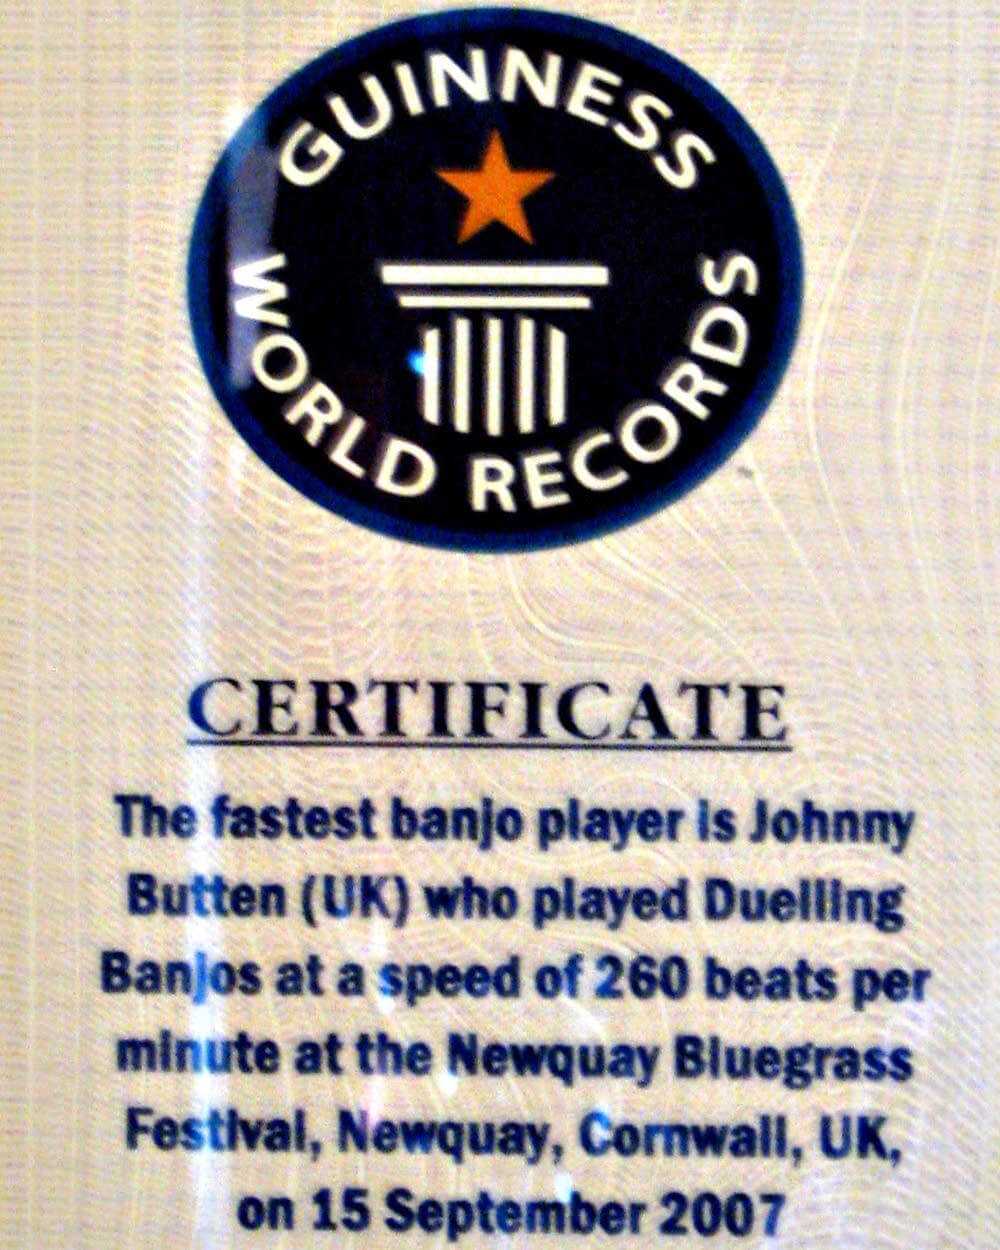 GUINNESS
WORLD RECORDS
CERTIFICATE
The fastest banjo player is Johnny
Butten (UK) who played Duelling
Banjos at a speed of 260 beats per
minute at the Newquay Bluegrass
Festival, Newquay, Cornwall, UK,
on 15 September 2007